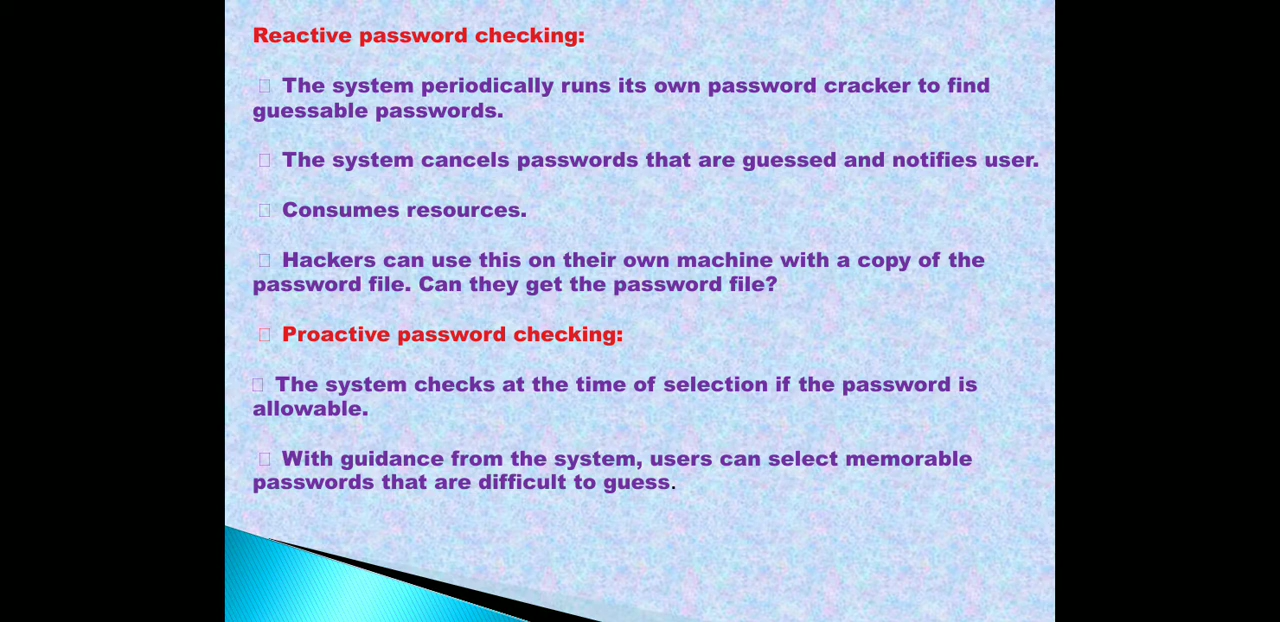 Reactive password checking:
The system periodically runs its own password cracker to find
guessable passwords.
The system cancels passwords that are guessed and notifies user.
Consumes resources.
Hackers can use this on their own machine with a copy of the
password file. Can they get the password file?
Proactive password checking:
The system checks at the time of selection if the password is
allowable.
With guidance from the system, users can select memorable
passwords that are difficult to guess.